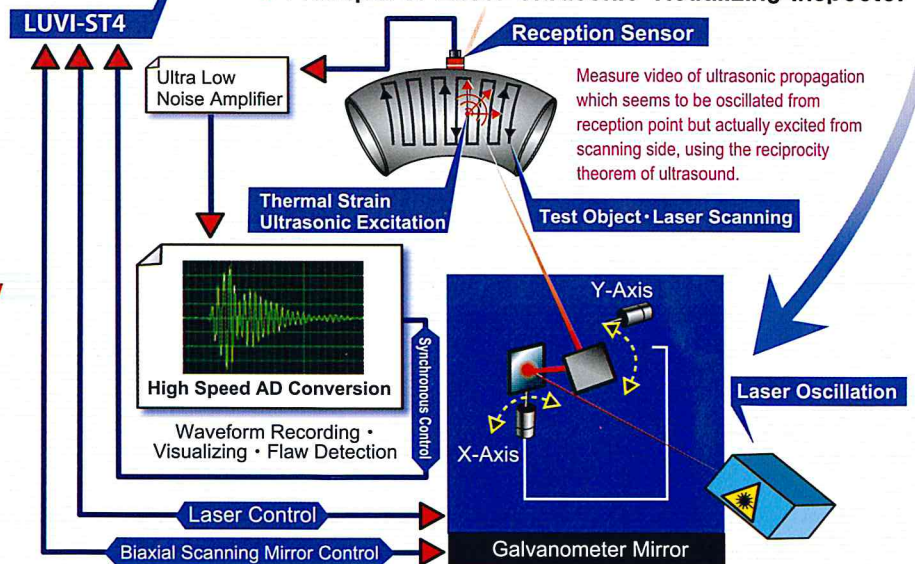 Visualizing Inspector
LUVI-ST4
Reception Sensor
Ultra Low
Noise Amplifier
Measure video of ultrasonic propagation
which seems to be oscillated from
reception point but actually excited from
scanning side, using the reciprocity
theorem of ultrasound.
Thermal Strain
Ultrasonic Excitation
Test Object・Laser Scanning
High Speed AD Conversion
Synchronous Control
Waveform Recording・
Visualizing・Flaw Detection
Y-Axis
X-Axis
Laser Oscillation
Laser Control
Biaxial Scanning Mirror Control
Galvanometer Mirror